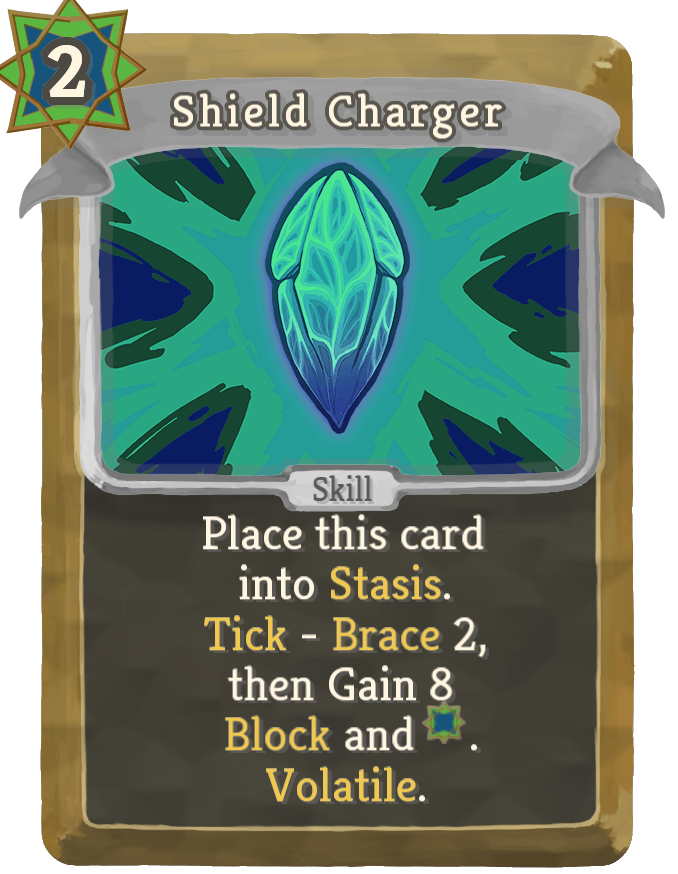 2
Shield Charger
Skill
Place this card
into Stasis.
Tick - Brace 2,
then Gain 8
Block and .
Volatile.